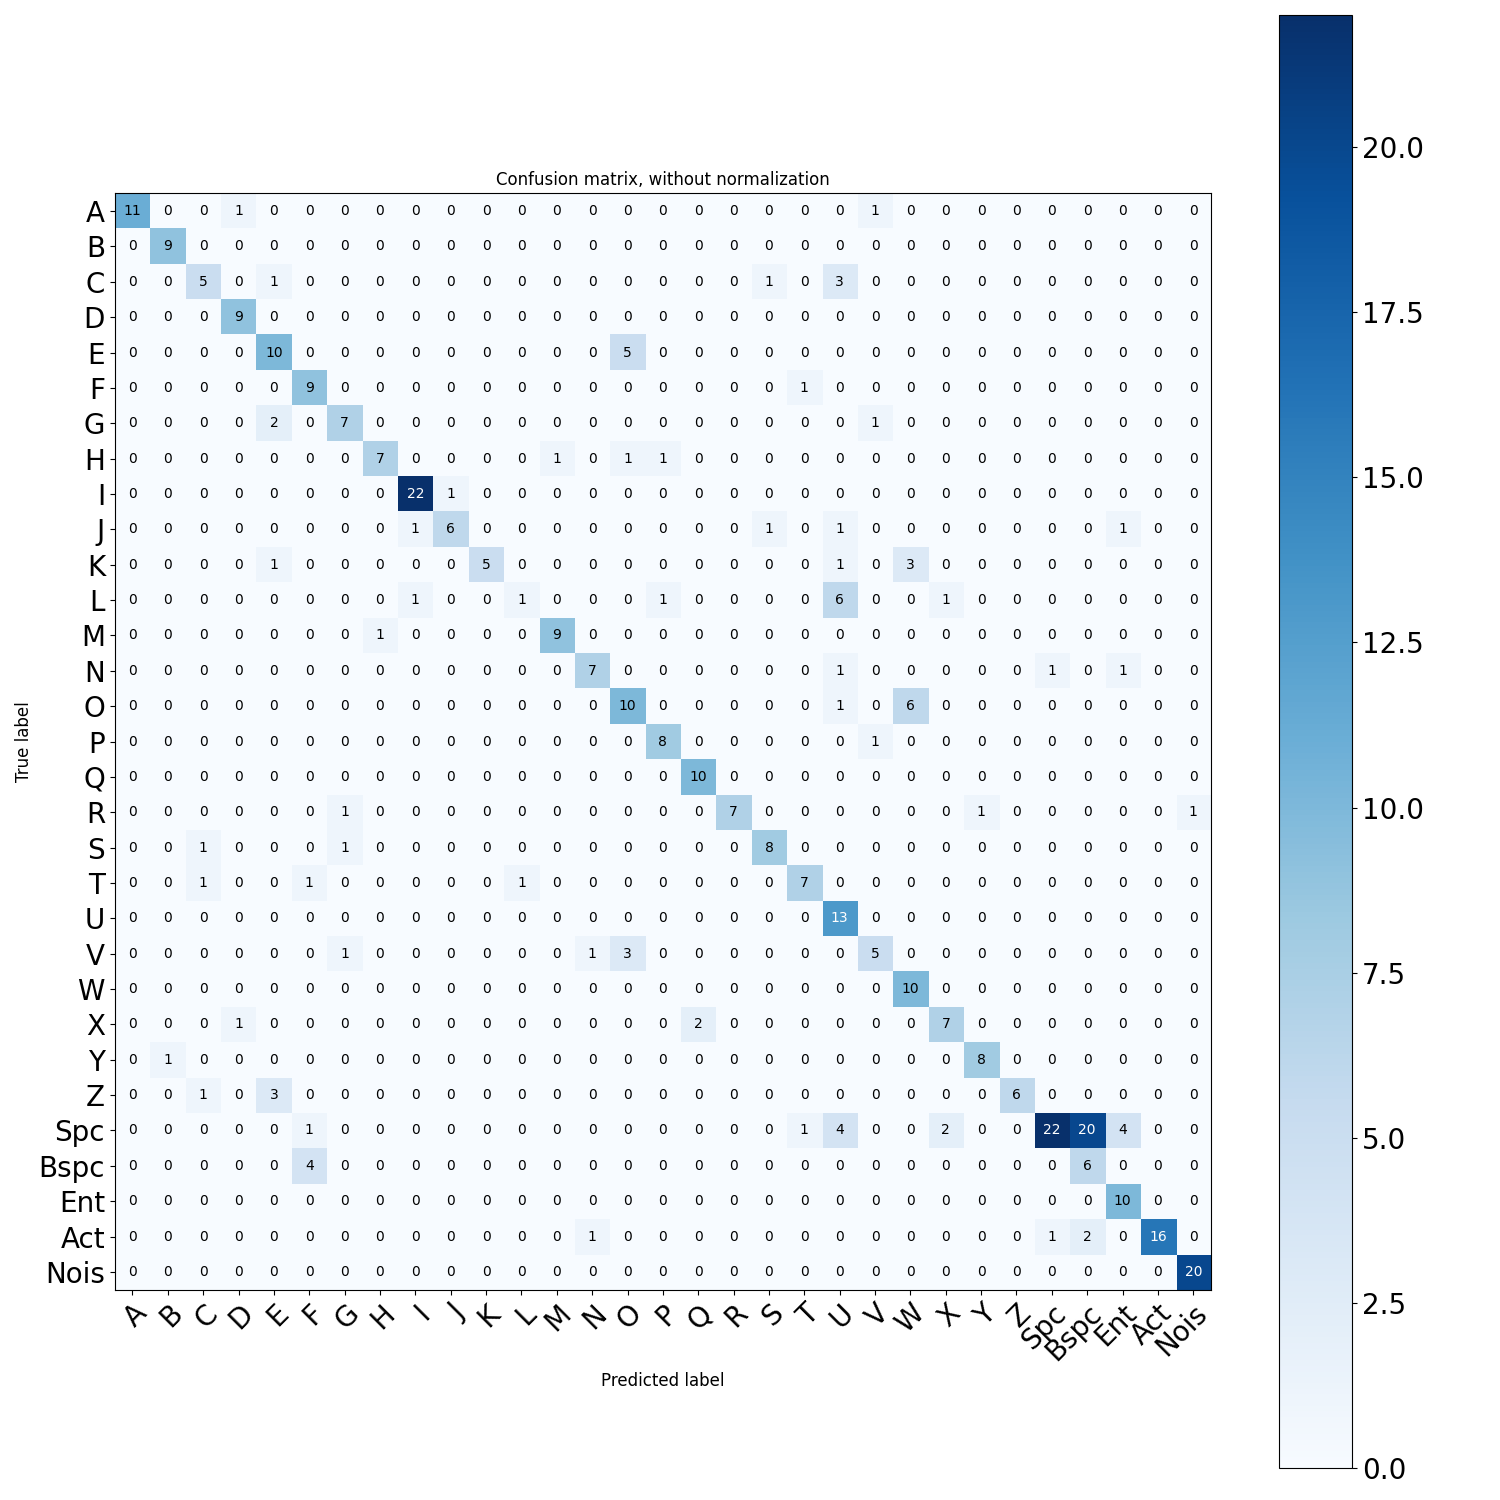 Confusion matrix, without normalization
A 11 0 0 1 0 0 0 0 0 0 0 0 0 0 0 0 0 0 0 0 0 1 0 0 0 0 0 0 0 0 0
B 0 9 0 0 0 0 0 0 0 0 0 0 0 0 0 0 0 0 0 0 0 0 0 0 0 0 0 0 0 0 0
C 0 0 5 0 1 0 0 0 0 0 0 0 0 0 0 0 0 0 1 0 3 0 0 0 0 0 0 0 0 0 0
D 0 0 0 9 0 0 0 0 0 0 0 0 0 0 0 0 0 0 0 0 0 0 0 0 0 0 0 0 0 0 0
E 0 0 0 0 10 0 0 0 0 0 0 0 0 0 5 0 0 0 0 0 0 0 0 0 0 0 0 0 0 0 0
F 0 0 0 0 0 9 0 0 0 0 0 0 0 0 0 0 0 0 0 1 0 0 0 0 0 0 0 0 0 0 0
G 0 0 0 0 2 0 7 0 0 0 0 0 0 0 0 0 0 0 0 0 0 1 0 0 0 0 0 0 0 0 0
H 0 0 0 0 0 0 0 7 0 0 0 0 1 0 1 1 0 0 0 0 0 0 0 0 0 0 0 0 0 0 0
I 0 0 0 0 0 0 0 0 22 1 0 0 0 0 0 0 0 0 0 0 0 0 0 0 0 0 0 0 0 0 0
J 0 0 0 0 0 0 0 0 1 6 0 0 0 0 0 0 0 0 1 0 1 0 0 0 0 0 0 0 1 0 0
K 0 0 0 0 1 0 0 0 0 0 5 0 0 0 0 0 0 0 0 0 1 0 3 0 0 0 0 0 0 0 0
L 0 0 0 0 0 0 0 0 1 0 0 1 0 0 0 1 0 0 0 0 6 0 0 1 0 0 0 0 0 0 0
M 0 0 0 0 0 0 0 1 0 0 0 0 9 0 0 0 0 0 0 0 0 0 0 0 0 0 0 0 0 0 0
N 0 0 0 0 0 0 0 0 0 0 0 0 0 7 0 0 0 0 0 0 1 0 0 0 0 0 1 0 1 0 0
O 0 0 0 0 0 0 0 0 0 0 0 0 0 0 10 0 0 0 0 0 1 0 6 0 0 0 0 0 0 0 0
P 0 0 0 0 0 0 0 0 0 0 0 0 0 0 0 8 0 0 0 0 0 1 0 0 0 0 0 0 0 0 0
Q 0 0 0 0 0 0 0 0 0 0 0 0 0 0 0 0 10 0 0 0 0 0 0 0 0 0 0 0 0 0 0
R 0 0 0 0 0 0 1 0 0 0 0 0 0 0 0 0 0 7 0 0 0 0 0 0 1 0 0 0 0 0 1
S 0 0 1 0 0 0 1 0 0 0 0 0 0 0 0 0 0 0 8 0 0 0 0 0 0 0 0 0 0 0 0
T 0 0 1 0 0 1 0 0 0 0 0 1 0 0 0 0 0 0 0 7 0 0 0 0 0 0 0 0 0 0 0
U 0 0 0 0 0 0 0 0 0 0 0 0 0 0 0 0 0 0 0 0 13 0 0 0 0 0 0 0 0 0 0
V 0 0 0 0 0 0 1 0 0 0 0 0 0 1 3 0 0 0 0 0 0 5 0 0 0 0 0 0 0 0 0
W 0 0 0 0 0 0 0 0 0 0 0 0 0 0 0 0 0 0 0 0 0 0 10 0 0 0 0 0 0 0 0
X 0 0 0 1 0 0 0 0 0 0 0 0 0 0 0 0 2 0 0 0 0 0 0 7 0 0 0 0 0 0 0
Y 0 1 0 0 0 0 0 0 0 0 0 0 0 0 0 0 0 0 0 0 0 0 0 0 8 0 0 0 0 0 0
Z 0 0 1 0 3 0 0 0 0 0 0 0 0 0 0 0 0 0 0 0 0 0 0 0 0 6 0 0 0 0 0
Spc 0 0 0 0 0 1 0 0 0 0 0 0 0 0 0 0 0 0 0 1 4 0 0 2 0 0 22 20 4 0 0
Bspc 0 0 0 0 0 4 0 0 0 0 0 0 0 0 0 0 0 0 0 0 0 0 0 0 0 0 0 6 0 0 0
Ent 0 0 0 0 0 0 0 0 0 0 0 0 0 0 0 0 0 0 0 0 0 0 0 0 0 0 0 0 10 0 0
Act 0 0 0 0 0 0 0 0 0 0 0 0 0 1 0 0 0 0 0 0 0 0 0 0 0 0 1 2 0 16 0
Nois 0 0 0 0 0 0 0 0 0 0 0 0 0 0 0 0 0 0 0 0 0 0 0 0 0 0 0 0 0 0 20
A B C D E F G H I J K L M N O P Q R S T U V W X Y Z Spc Bspc Ent Act Nois
True label
Predicted label
20.0
17.5
15.0
12.5
10.0
7.5
5.0
2.5
0.0